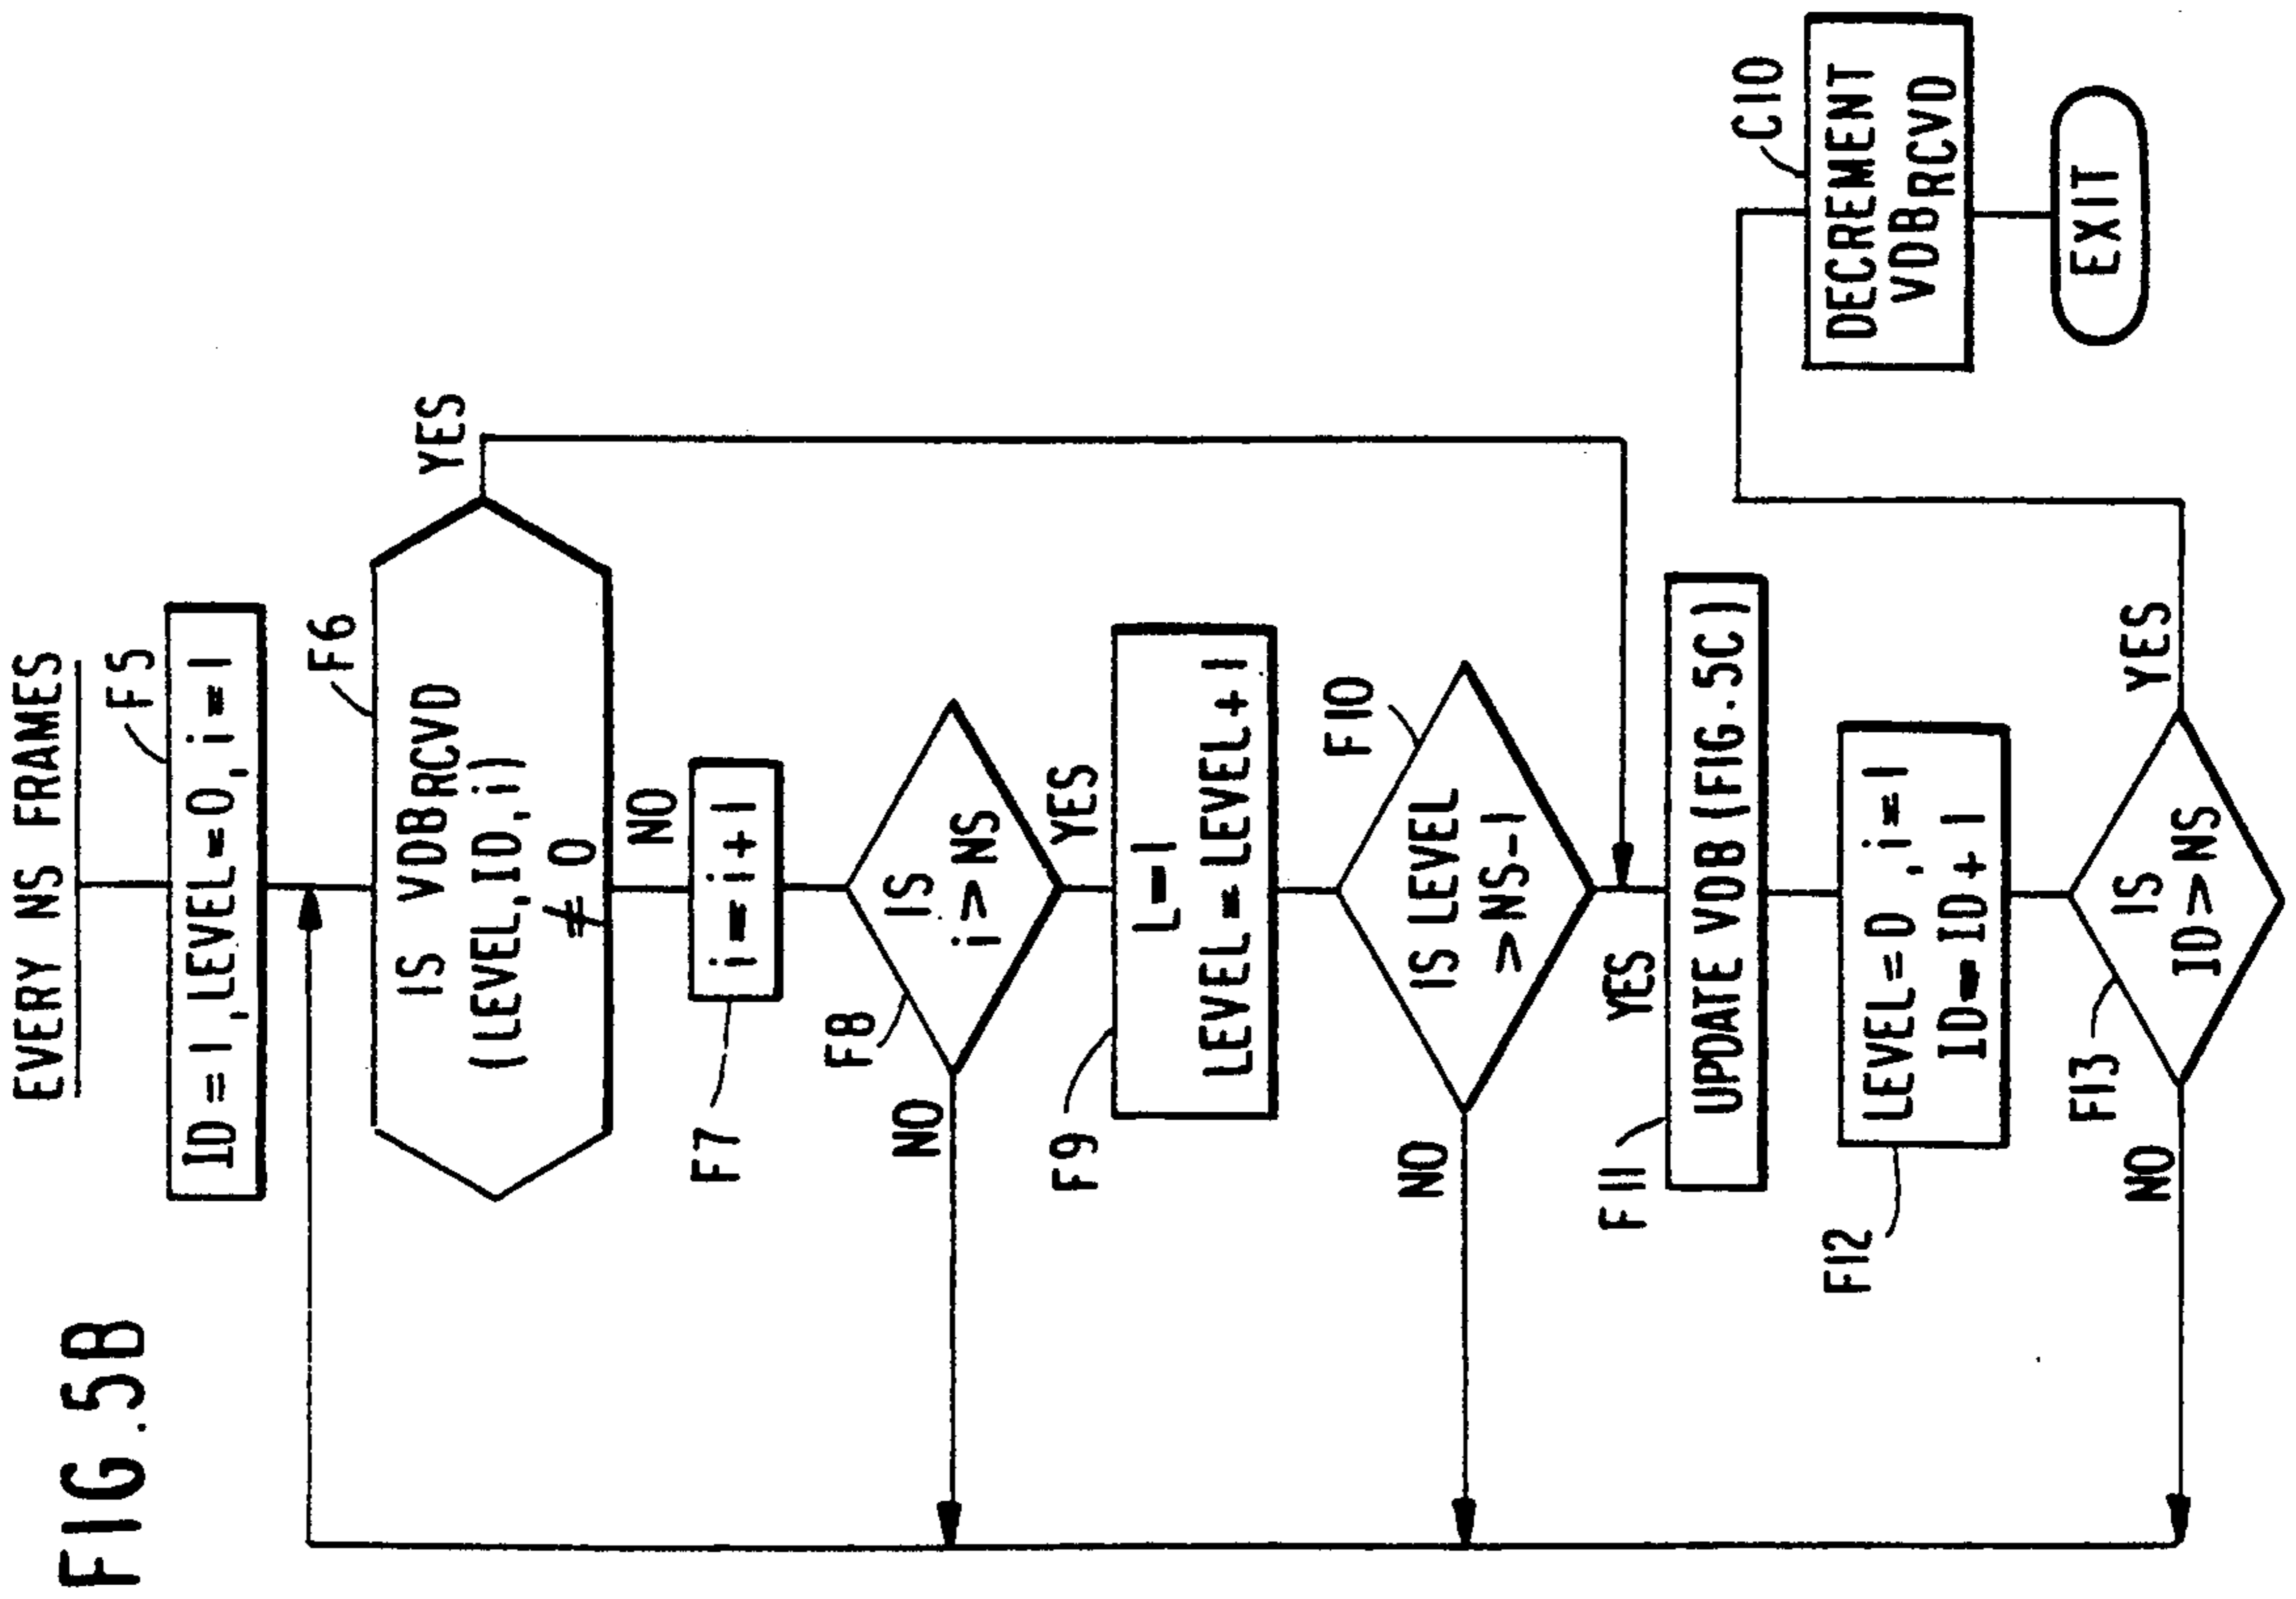 FIG.5B
EVERY NS FRAMES
F5
ID=1,LEVEL=0,i=1
F6
IS VDBRCVD
(LEVEL,ID,i)
≠ 0
YES
NO
F7
i=i+1
F8
IS
i>NS
NO
YES
F9
L=1
LEVEL=LEVEL+1
F10
IS LEVEL
>NS-1
NO
YES
F11
UPDATE VDB (FIG.5C)
F12
LEVEL=0,i=1
ID=ID+1
F13
IS
ID>NS
NO
YES
C10
DECREMENT
VDBRCVD
EXIT